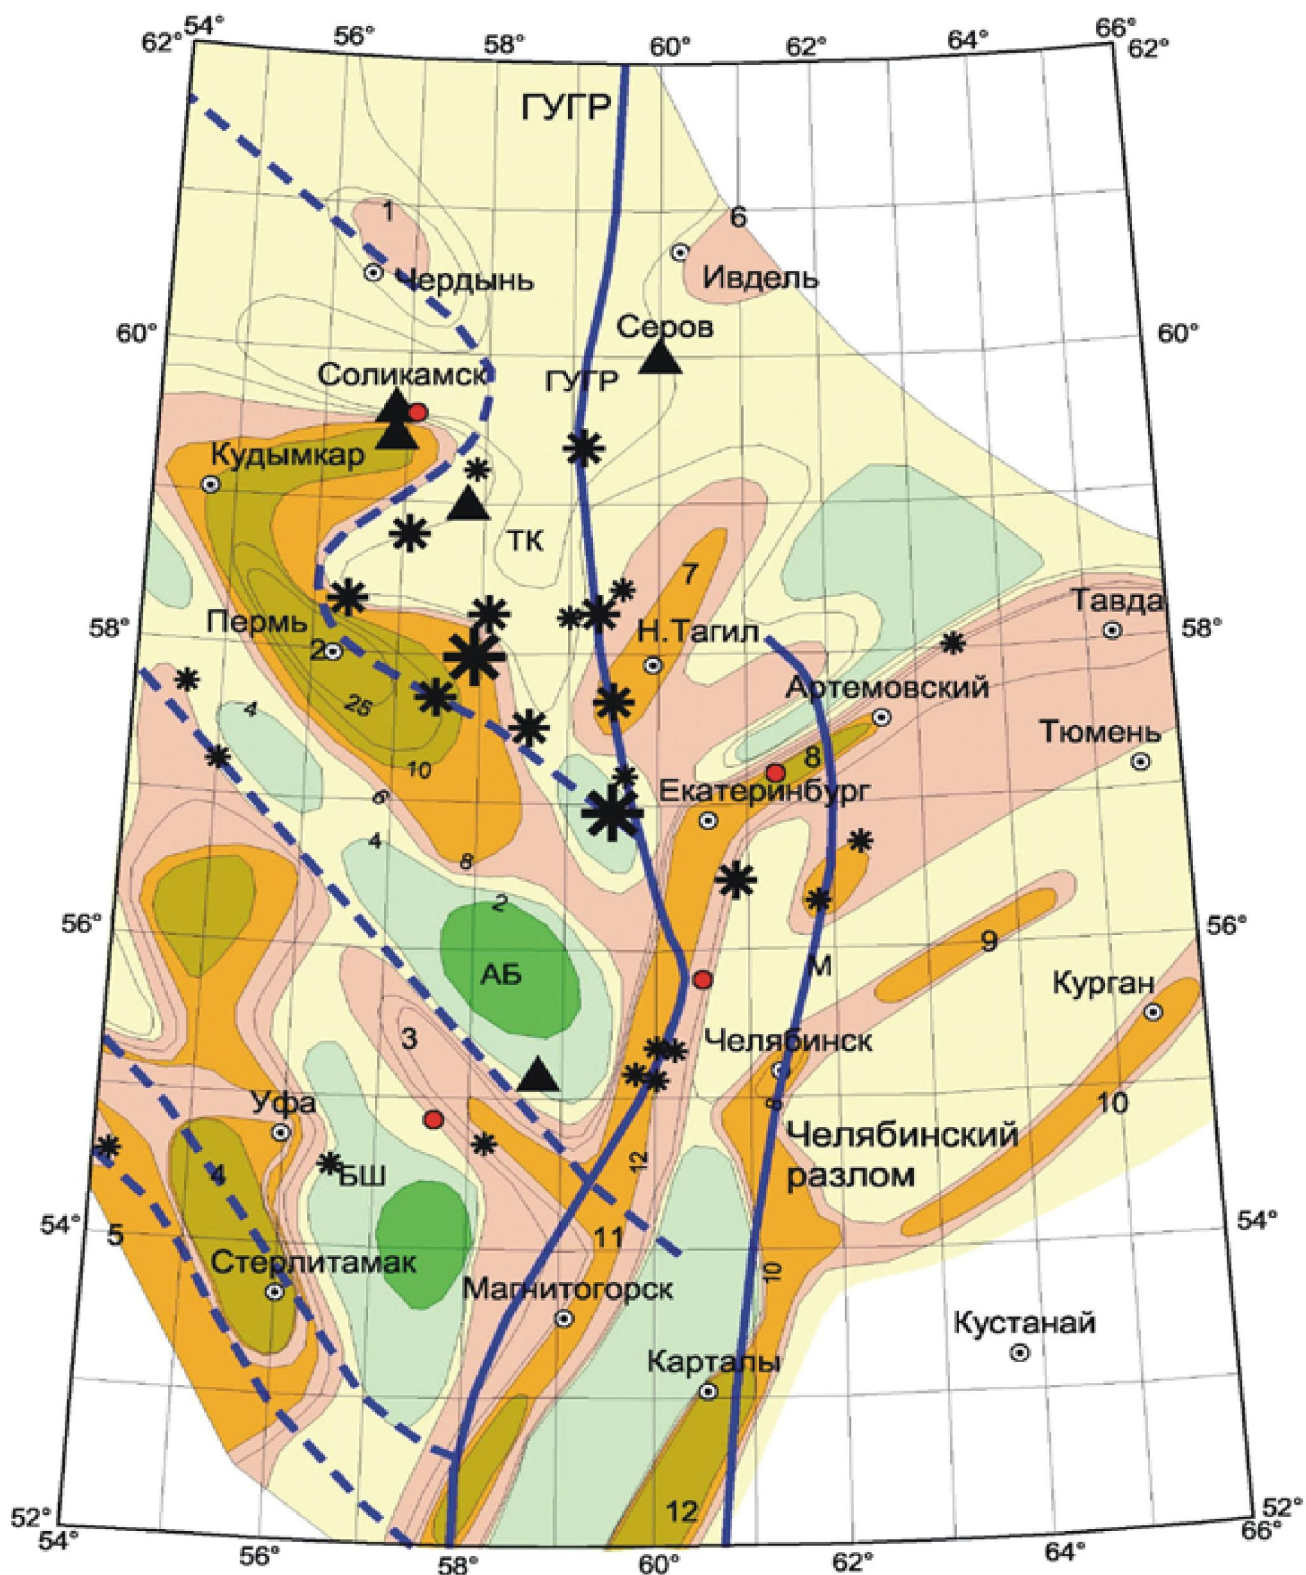 54°
56°
58°
60°
62°
64°
66°
62°
62°
ГУГР
1
6
Чердынь
Ивдель
Серов
60°
60°
Соликамск
ГУГР
Кудымкар
ТК
7
Тавда
58°
Пермь
Н.Тагил
58°
2
Артемовский
4
25
Тюмень
8
10
Екатеринбург
6
4
8
2
56°
56°
9
АБ
М
Курган
3
Челябинск
Уфа
8
10
Челябинский
разлом
12
4
БШ
54°
54°
5
11
Стерлитамак
10
Магнитогорск
Кустанай
Карталы
12
52°
52°
54°
56°
58°
60°
62°
64°
66°